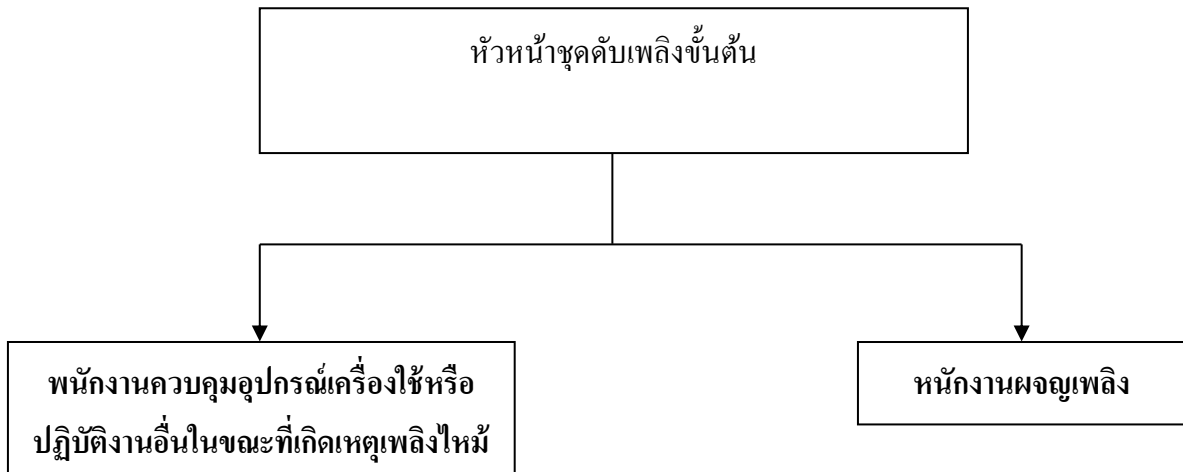 หัวหน้าชุดดับเพลิงขั้นต้น
พนักงานควบคุมอุปกรณ์เครื่องใช้หรือ
ปฏิบัติงานอื่นในขณะที่เกิดเหตุเพลิงไหม้
หนักงานผจญเพลิง